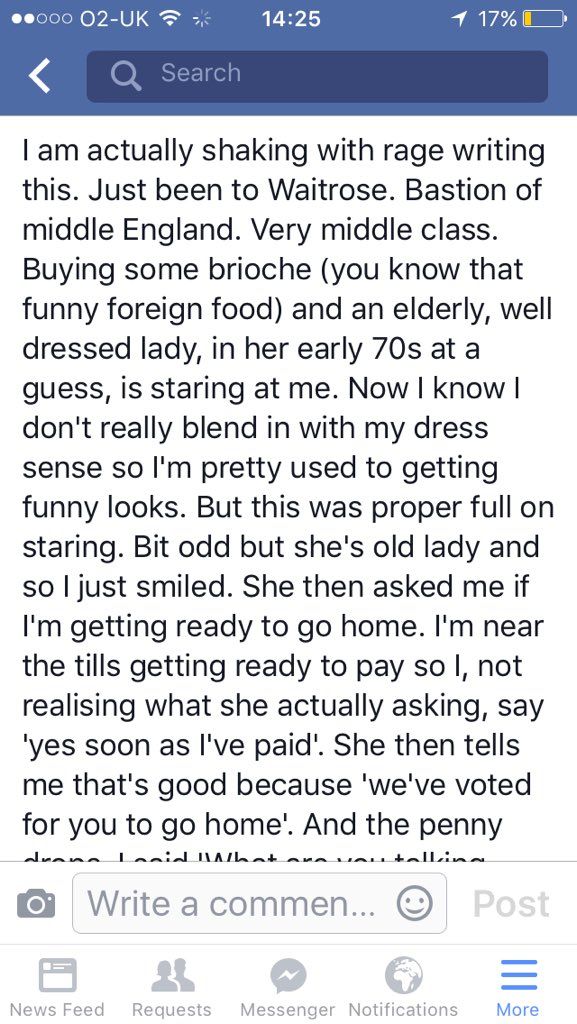 O2-UK 14:25 17%
Search
I am actually shaking with rage writing
this. Just been to Waitrose. Bastion of
middle England. Very middle class.
Buying some brioche (you know that
funny foreign food) and an elderly, well
dressed lady, in her early 70s at a
guess, is staring at me. Now I know I
don't really blend in with my dress
sense so I'm pretty used to getting
funny looks. But this was proper full on
staring. Bit odd but she's old lady and
so I just smiled. She then asked me if
I'm getting ready to go home. I'm near
the tills getting ready to pay so I, not
realising what she actually asking, say
'yes soon as I've paid'. She then tells
me that's good because 'we've voted
for you to go home'. And the penny
drops. I said 'What are you talking
Write a commen... Post
News Feed Requests Messenger Notifications More